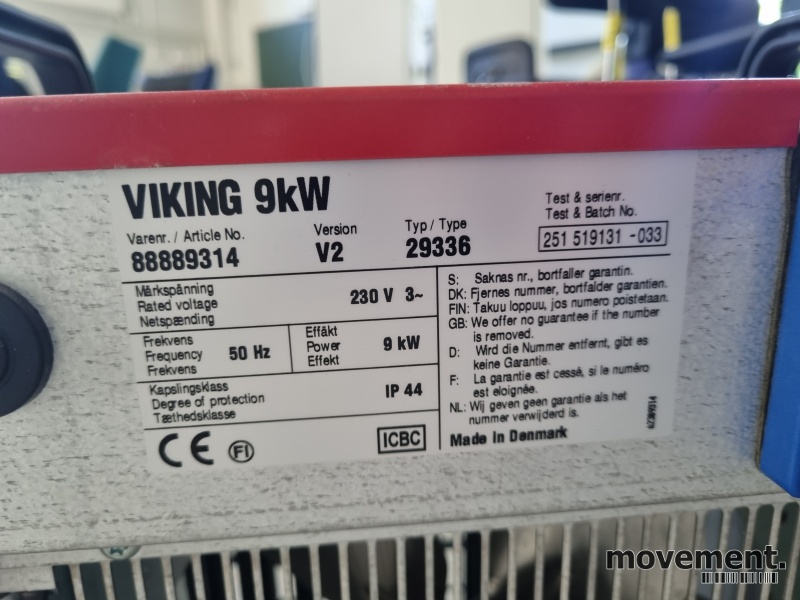 VIKING 9kW
Varenr. / Article No.
88889314
Version
V2
Typ / Type
29336
Test & serienr.
Test & Batch No.
251 519131 -033
Märkspänning
Rated voltage
Netspænding
230 V 3~
Frekvens
Frequency
Frekvens
50 Hz
Effäkt
Power
Effekt
9 kW
Kapslingsklass
Degree of protection
Tæthedsklasse
IP 44
CE FI
ICBC
S: Saknas nr., bortfaller garantin.
DK: Fjernes nummer, bortfalder garantien.
FIN: Takuu loppuu, jos numero poistetaan.
GB: We offer no guarantee if the number
is removed.
D: Wird die Nummer entfernt, gibt es
keine Garantie.
F: La garantie est cessé, si le numéro
est eloignée.
NL: Wij geven geen garantie als het
nummer verwijderd is.
Made in Denmark
movement.